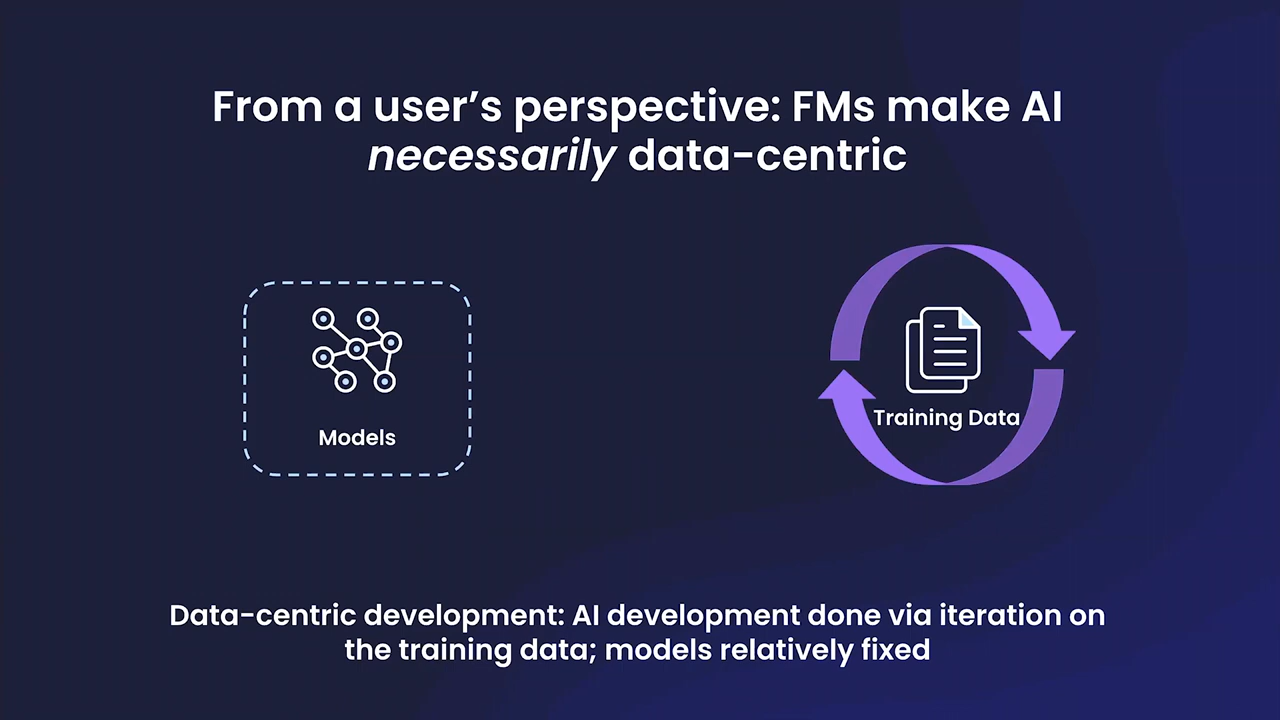 From a user’s perspective: FMs make AI
necessarily data-centric
Models
Training Data
Data-centric development: AI development done via iteration on
the training data; models relatively fixed